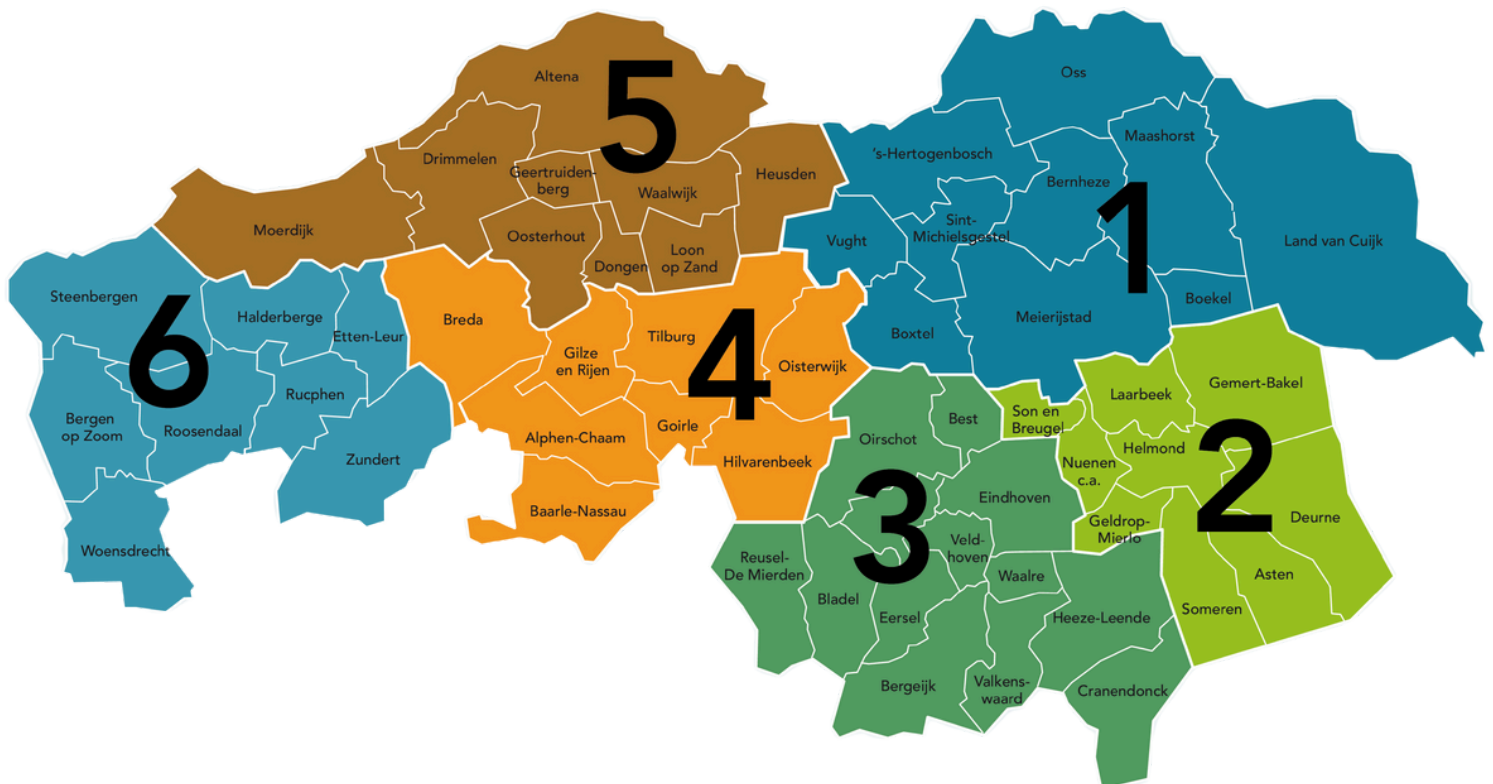 5
Altena
Drimmelen
Geertruiden-
berg
Waalwijk
Heusden
Moerdijk
Oosterhout
Dongen
Loon
op Zand
1
Oss
Maashorst
's-Hertogenbosch
Bernheze
Sint-
Michielsgestel
Vught
Land van Cuijk
Boekel
Meierijstad
Boxtel
6
Steenbergen
Halderberge
Etten-Leur
Rucphen
Bergen
op Zoom
Roosendaal
Zundert
Woensdrecht
4
Breda
Tilburg
Gilze
en Rijen
Oisterwijk
Goirle
Alphen-Chaam
Hilvarenbeek
Baarle-Nassau
3
Oirschot
Best
Eindhoven
Veld-
hoven
Waalre
Reusel-
De Mierden
Bladel
Eersel
Heeze-Leende
Bergeijk
Valkens-
waard
Cranendonck
2
Gemert-Bakel
Laarbeek
Son en
Breugel
Helmond
Nuenen
c.a.
Geldrop-
Mierlo
Deurne
Asten
Someren